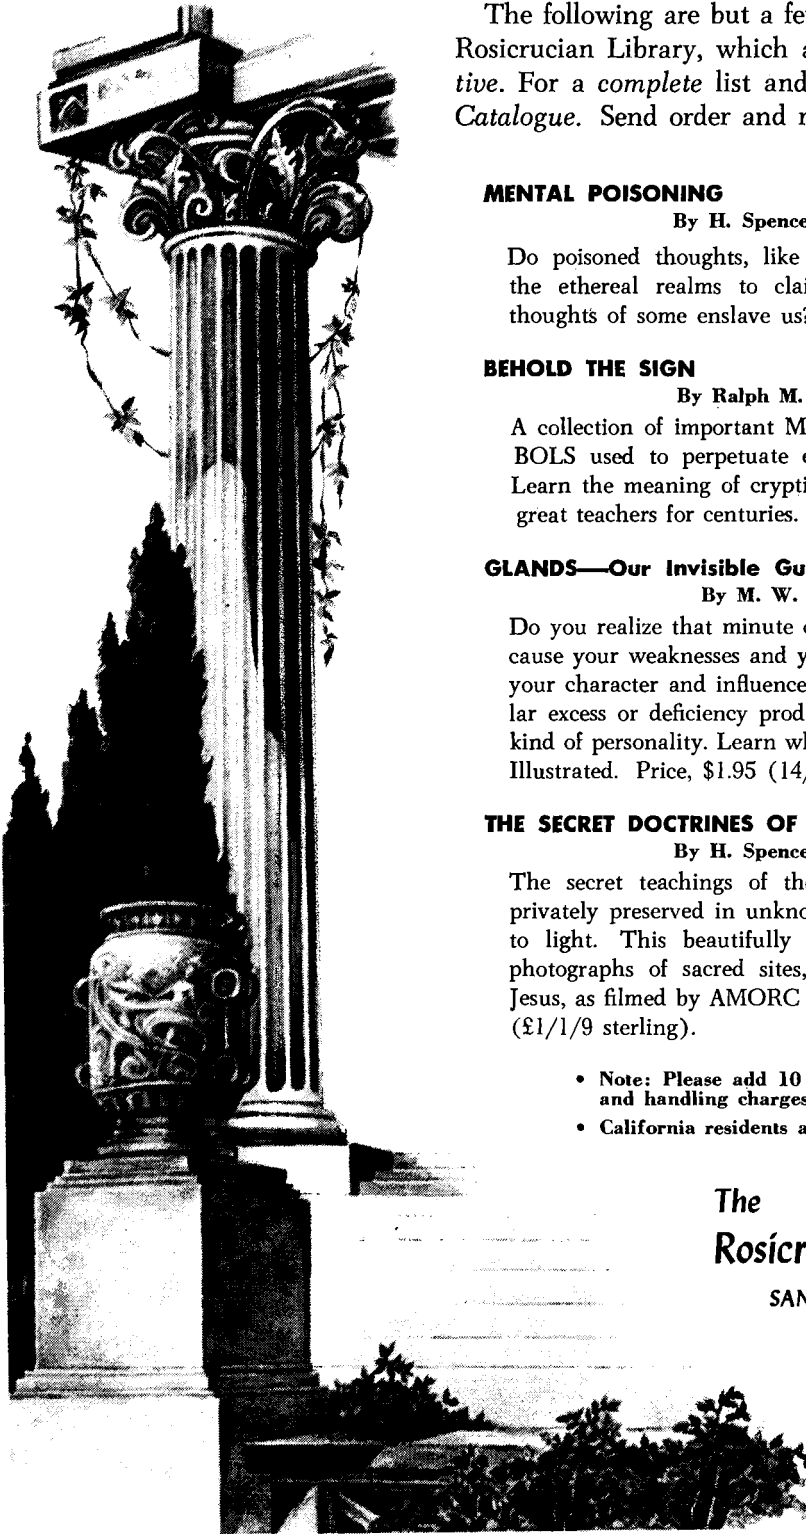 The following are but a fe
Rosicrucian Library, which a
tive. For a complete list and
Catalogue. Send order and r
MENTAL POISONING
By H. Spence
Do poisoned thoughts, like
the ethereal realms to clai
thoughts of some enslave us?
BEHOLD THE SIGN
By Ralph M.
A collection of important M
BOLS used to perpetuate e
Learn the meaning of crypti
great teachers for centuries.
GLANDS—Our Invisible Gu
By M. W.
Do you realize that minute
cause your weaknesses and y
your character and influence
lar excess or deficiency prod
kind of personality. Learn wh
Illustrated. Price, $1.95 (14/
THE SECRET DOCTRINES OF
By H. Spence
The secret teachings of th
privately preserved in unkno
to light. This beautifully
photographs of sacred sites,
Jesus, as filmed by AMORC
(£1/1/9 sterling).
• Note: Please add 10
and handling charges
• California residents a
The
Rosicr
SAN